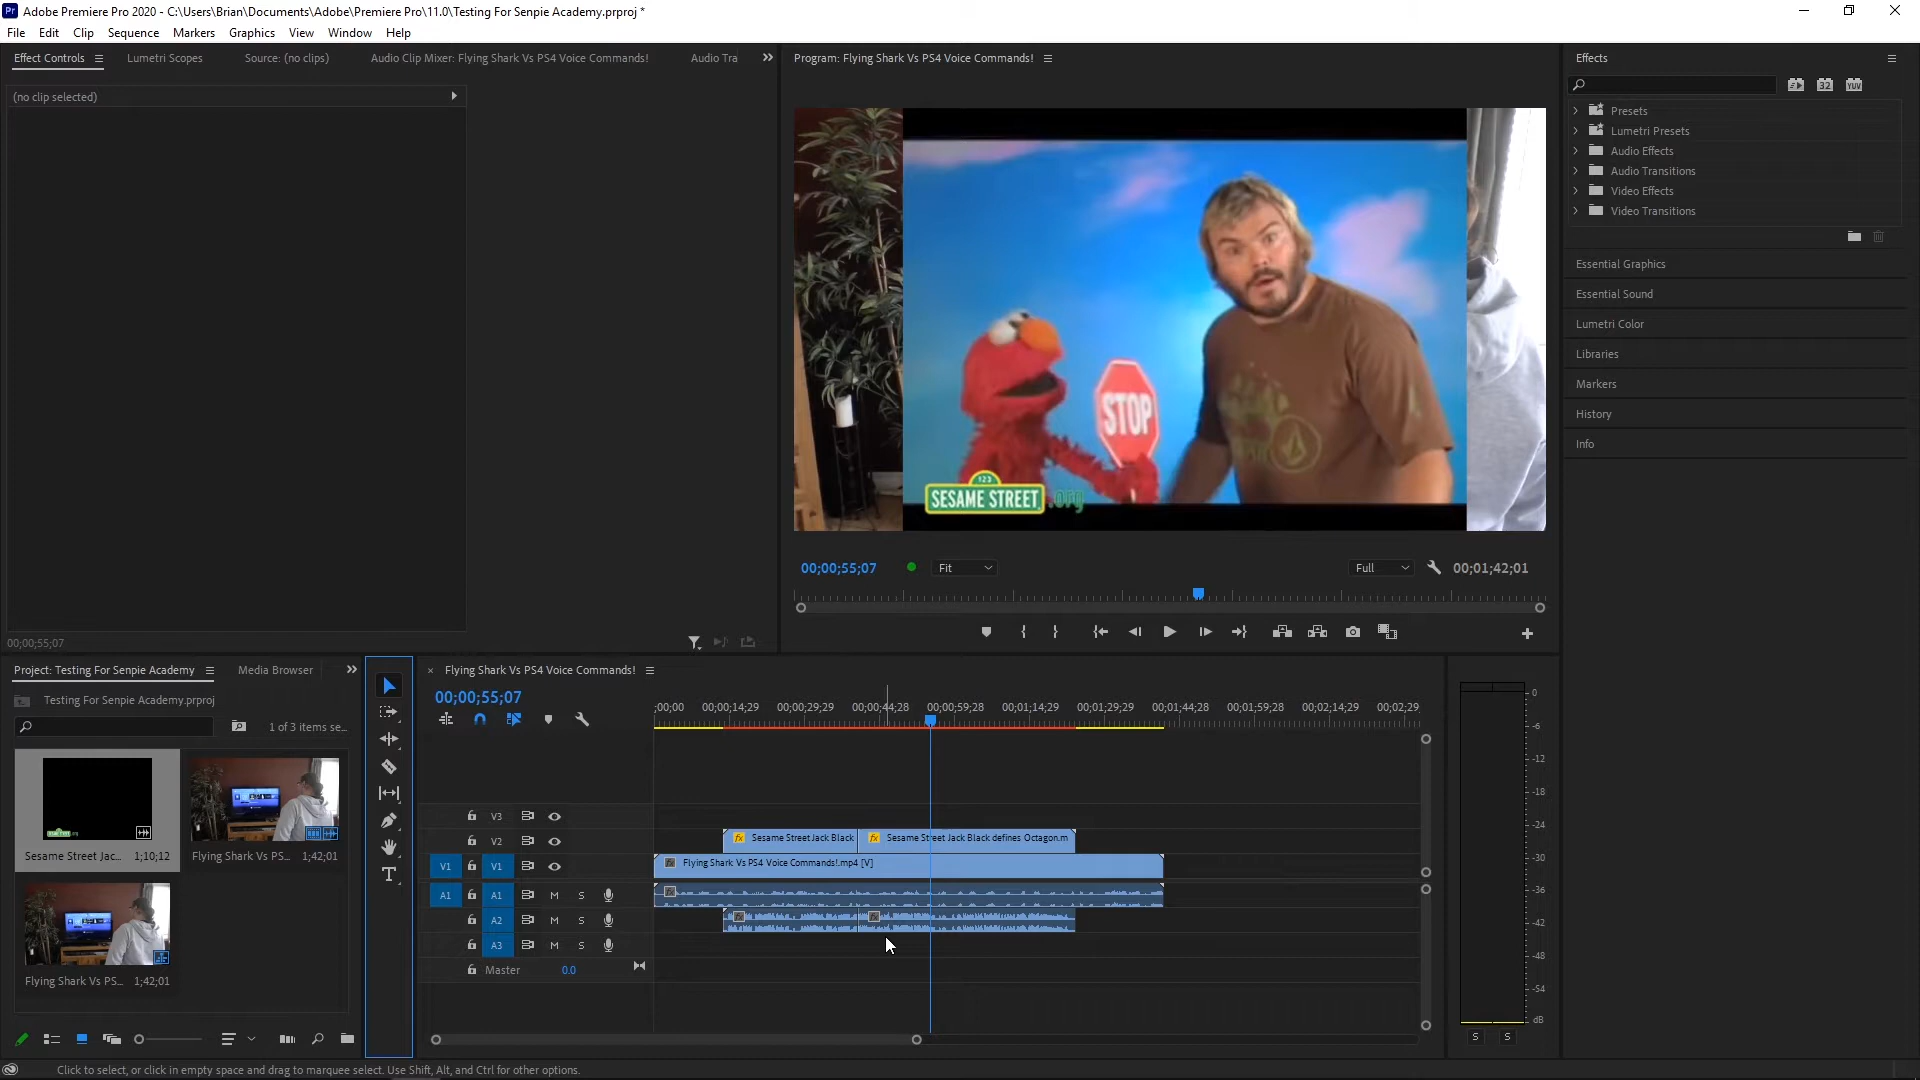 Pr Adobe Premiere Pro 2020 - C:\Users\Brian\Documents\Adobe\Premiere Pro\11.0\Testing For Senpie Academy.prproj *
File Edit Clip Sequence Markers Graphics View Window Help
Effect Controls Lumetri Scopes Source: (no clips) Audio Clip Mixer: Flying Shark Vs PS4 Voice Commands! Audio Tra
(no clip selected)
00;00;55;07
Program: Flying Shark Vs PS4 Voice Commands!
STOP
123
SESAME STREET .org
00;00;55;07 Fit Full 00;01;42;01
Effects
32 YUV
Presets
Lumetri Presets
Audio Effects
Audio Transitions
Video Effects
Video Transitions
Essential Graphics
Essential Sound
Lumetri Color
Libraries
Markers
History
Info
Project: Testing For Senpie Academy Media Browser
Testing For Senpie Academy.prproj
1 of 3 items se...
Sesame Street Jac... 1;10;12 Flying Shark Vs PS... 1;42;01
Flying Shark Vs PS... 1;42;01
Flying Shark Vs PS4 Voice Commands!
00;00;55;07
;00;00 00;00;14;29 00;00;29;29 00;00;44;28 00;00;59;28 00;01;14;29 00;01;29;29 00;01;44;28 00;01;59;28 00;02;14;29 00;02;29
V3
V2 fx Sesame Street Jack Black fx Sesame Street Jack Black defines Octagon.m
V1 V1 fx Flying Shark Vs PS4 Voice Commands!.mp4 [V]
A1 A1 M S fx
A2 M S fx fx
A3 M S
Master 0.0
0
-6
-12
-18
-24
-30
-36
-42
-48
-54
dB
S S
Click to select, or click in empty space and drag to marquee select. Use Shift, Alt, and Ctrl for other options.